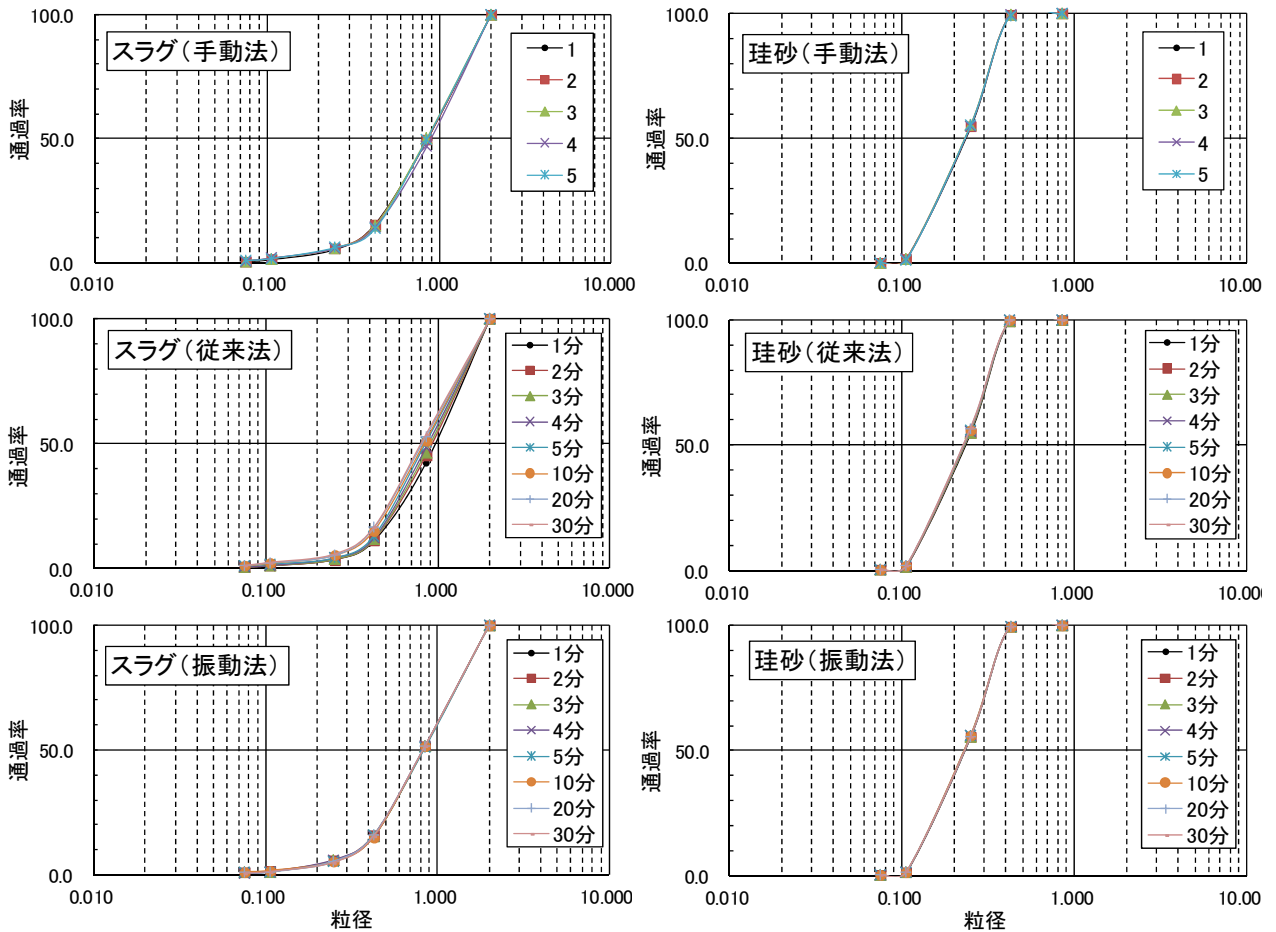 100.0
50.0
0.0
通過率
スラグ(手動法)
1
2
3
4
5
0.010
0.100
1.000
10.000
100.0
50.0
0.0
通過率
珪砂(手動法)
1
2
3
4
5
0.010
0.100
1.000
10.00
100.0
50.0
0.0
通過率
スラグ(従来法)
1分
2分
3分
4分
5分
10分
20分
30分
0.010
0.100
1.000
10.000
100.0
50.0
0.0
通過率
珪砂(従来法)
1分
2分
3分
4分
5分
10分
20分
30分
0.010
0.100
1.000
10.00
100.0
50.0
0.0
通過率
スラグ(振動法)
1分
2分
3分
4分
5分
10分
20分
30分
0.010
0.100
1.000
10.000
粒径
100.0
50.0
0.0
通過率
珪砂(振動法)
1分
2分
3分
4分
5分
10分
20分
30分
0.010
0.100
1.000
10.00
粒径